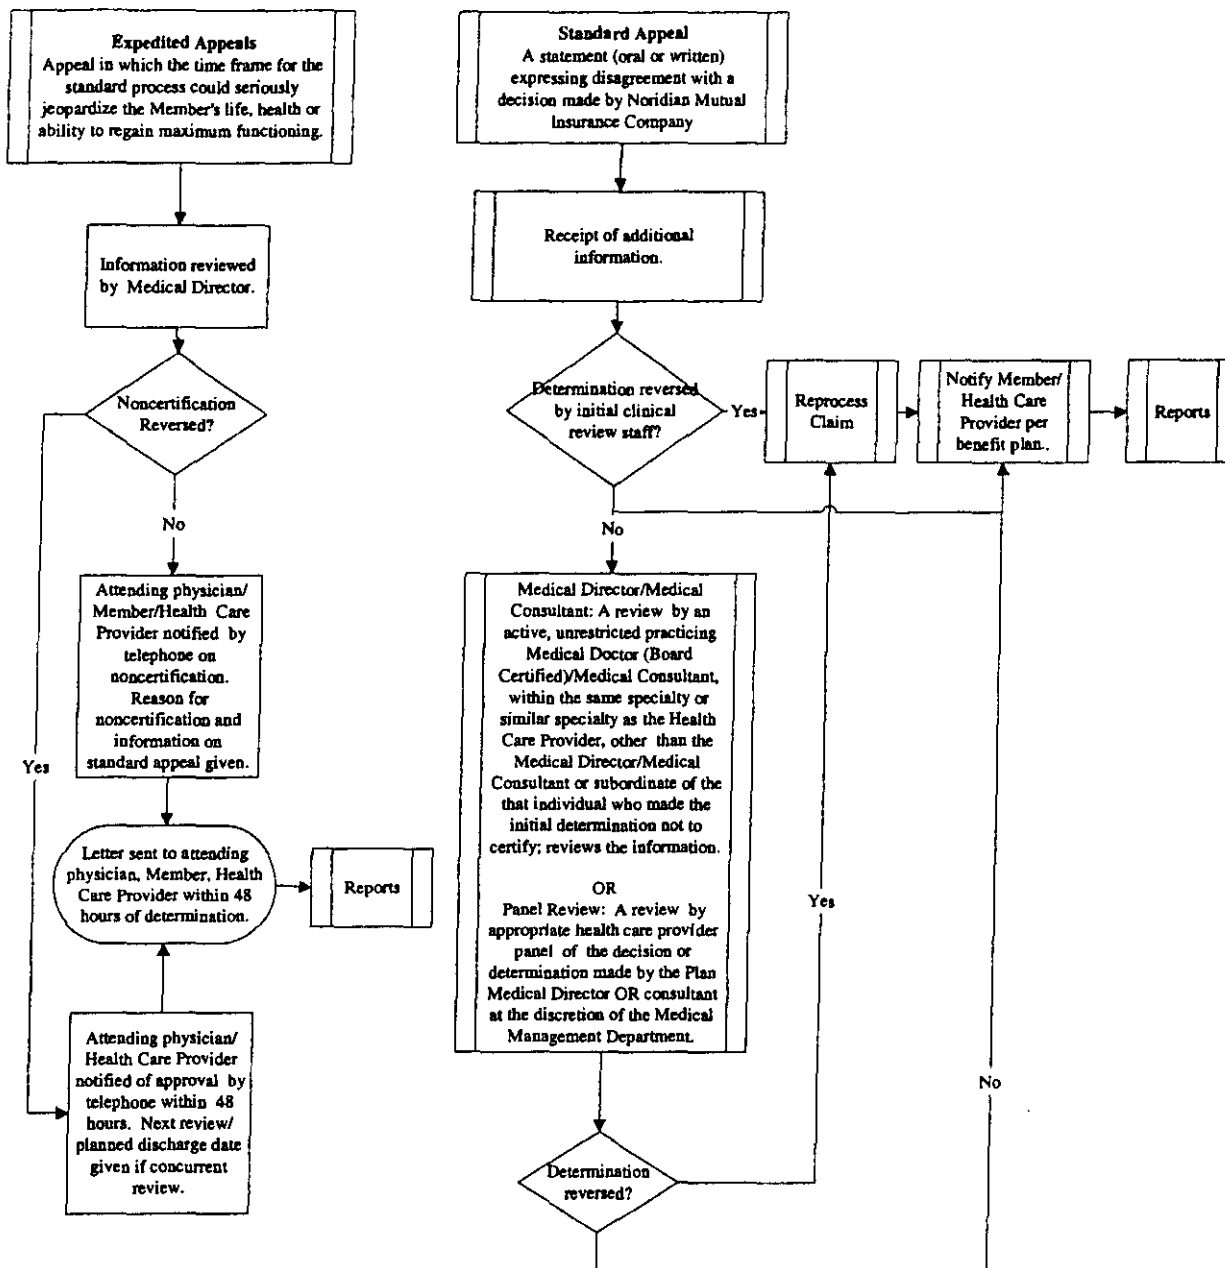 Expedited Appeals
Appeal in which the time frame for the
standard process could seriously
jeopardize the Member's life, health or
ability to regain maximum functioning.
Information reviewed
by Medical Director.
Noncertification
Reversed?
No
Yes
Attending physician/
Member/Health Care
Provider notified by
telephone on
noncertification.
Reason for
noncertification and
information on
standard appeal given.
Letter sent to attending
physician, Member, Health
Care Provider within 48
hours of determination.
Reports
Attending physician/
Health Care Provider
notified of approval by
telephone within 48
hours. Next review/
planned discharge date
given if concurrent
review.
Standard Appeal
A statement (oral or written)
expressing disagreement with a
decision made by Noridian Mutual
Insurance Company
Receipt of additional
information.
Determination reversed
by initial clinical
review staff?
Yes
Reprocess
Claim
Notify Member/
Health Care
Provider per
benefit plan..
Reports
No
Medical Director/Medical
Consultant: A review by an
active, unrestricted practicing
Medical Doctor (Board
Certified)/Medical Consultant,
within the same specialty or
similar specialty as the Health
Care Provider, other than the
Medical Director/Medical
Consultant or subordinate of the
that individual who made the
initial determination not to
certify; reviews the information.
OR
Panel Review: A review by
appropriate health care provider
panel of the decision or
determination made by the Plan
Medical Director OR consultant
at the discretion of the Medical
Management Department.
Yes
No
Determination
reversed?